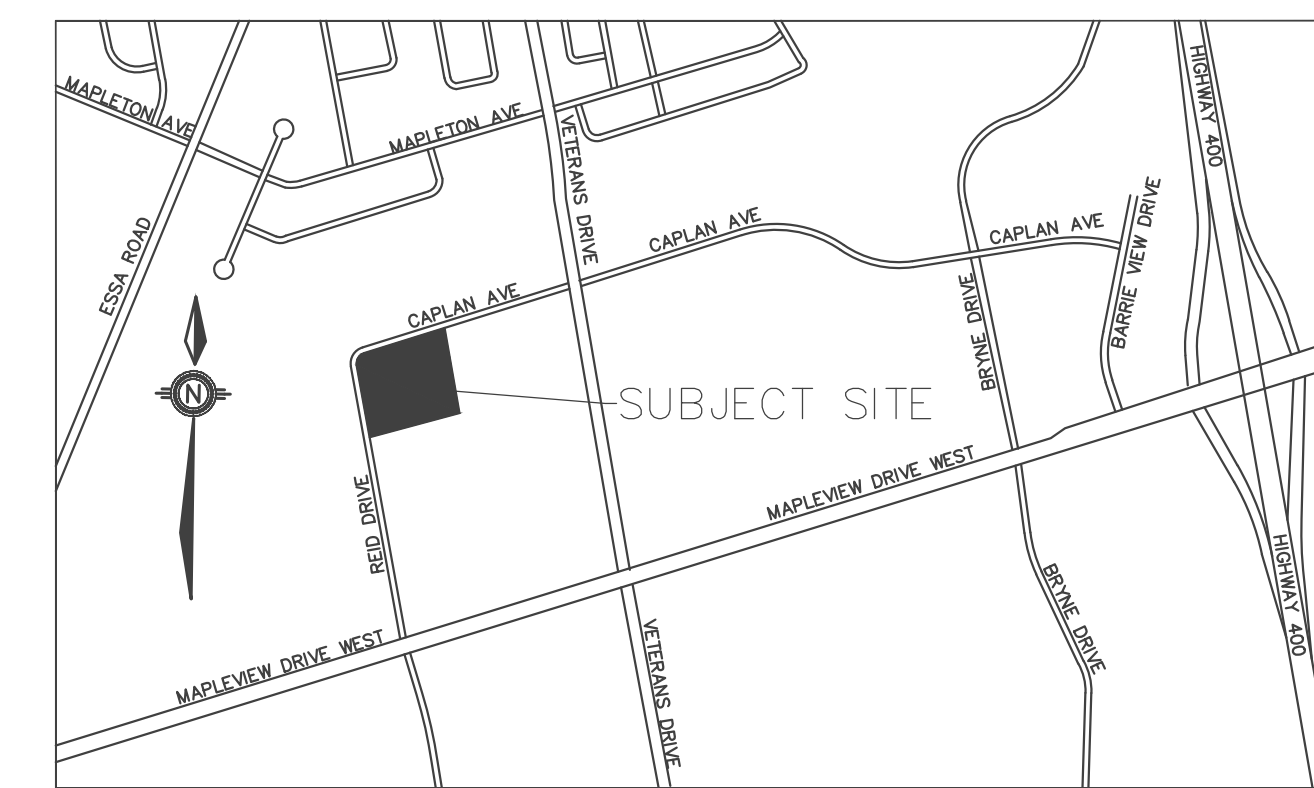 MAPLETON AVE
MAPLETON AVE
HIGHWAY 400
VETERANS DRIVE
ESSA ROAD
CAPLAN AVE
CAPLAN AVE
BARRIE VIEW DRIVE
CAPLAN AVE
BRYNE DRIVE
N
SUBJECT SITE
REID DRIVE
MAPLEVIEW DRIVE WEST
BRYNE DRIVE
HIGHWAY 400
MAPLEVIEW DRIVE WEST
VETERANS DRIVE